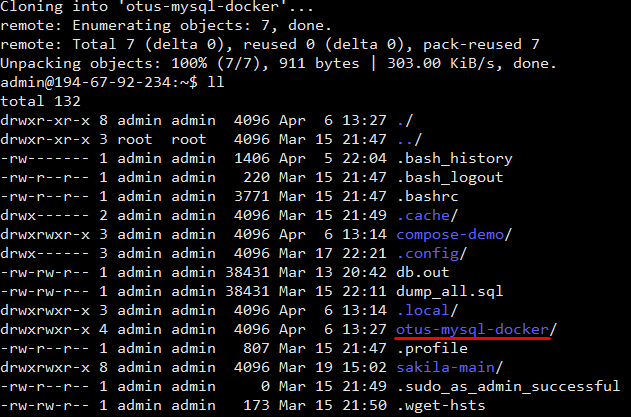 Cloning into 'otus-mysql-docker'...
remote: Enumerating objects: 7, done.
remote: Total 7 (delta 0), reused 0 (delta 0), pack-reused 7
Unpacking objects: 100% (7/7), 911 bytes | 303.00 KiB/s, done.
admin@194-67-92-234:~$ ll
total 132
drwxr-xr-x 8 admin admin  4096 Apr  6 13:27 ./
drwxr-xr-x 3 root  root   4096 Mar 15 21:47 ../
-rw------- 1 admin admin  1406 Apr  5 22:04 .bash_history
-rw-r--r-- 1 admin admin   220 Mar 15 21:47 .bash_logout
-rw-r--r-- 1 admin admin  3771 Mar 15 21:47 .bashrc
drwx------ 2 admin admin  4096 Mar 15 21:49 .cache/
drwxrwxr-x 3 admin admin  4096 Apr  6 13:14 compose-demo/
drwx------ 3 admin admin  4096 Mar 17 22:21 .config/
-rw-rw-r-- 1 admin admin 38431 Mar 13 20:42 db.out
-rw-rw-r-- 1 admin admin 38431 Mar 15 22:11 dump_all.sql
drwxrwxr-x 3 admin admin  4096 Apr  6 13:14 .local/
drwxrwxr-x 4 admin admin  4096 Apr  6 13:27 otus-mysql-docker/
-rw-r--r-- 1 admin admin   807 Mar 15 21:47 .profile
drwxrwxr-x 8 admin admin  4096 Mar 19 15:02 sakila-main/
-rw-r--r-- 1 admin admin     0 Mar 15 21:49 .sudo_as_admin_successful
-rw-rw-r-- 1 admin admin   173 Mar 15 21:50 .wget-hsts